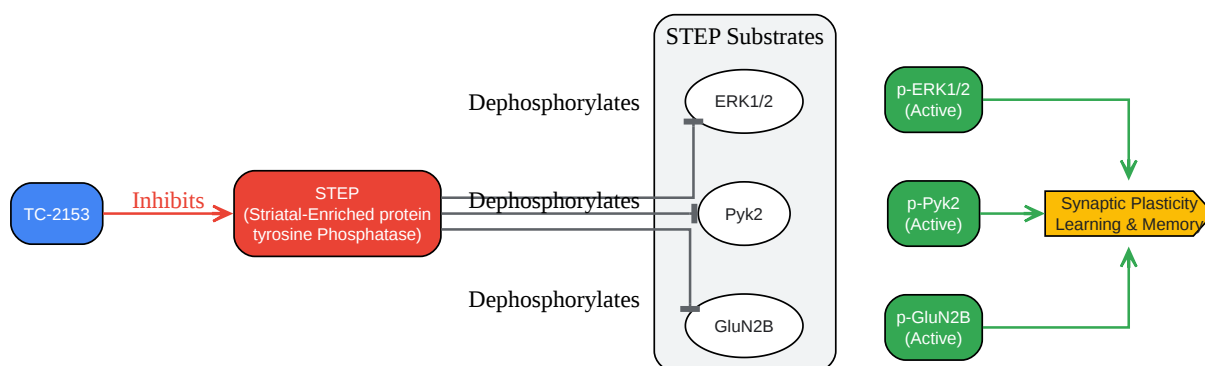 STEP Substrates
Dephosphorylates
ERK1/2
p-ERK1/2
(Active)
TC-2153
Inhibits
STEP
(Striatal-Enriched protein
tyrosine Phosphatase)
Dephosphorylates
Pyk2
p-Pyk2
(Active)
Synaptic Plasticity
Learning & Memory
Dephosphorylates
GluN2B
p-GluN2B
(Active)